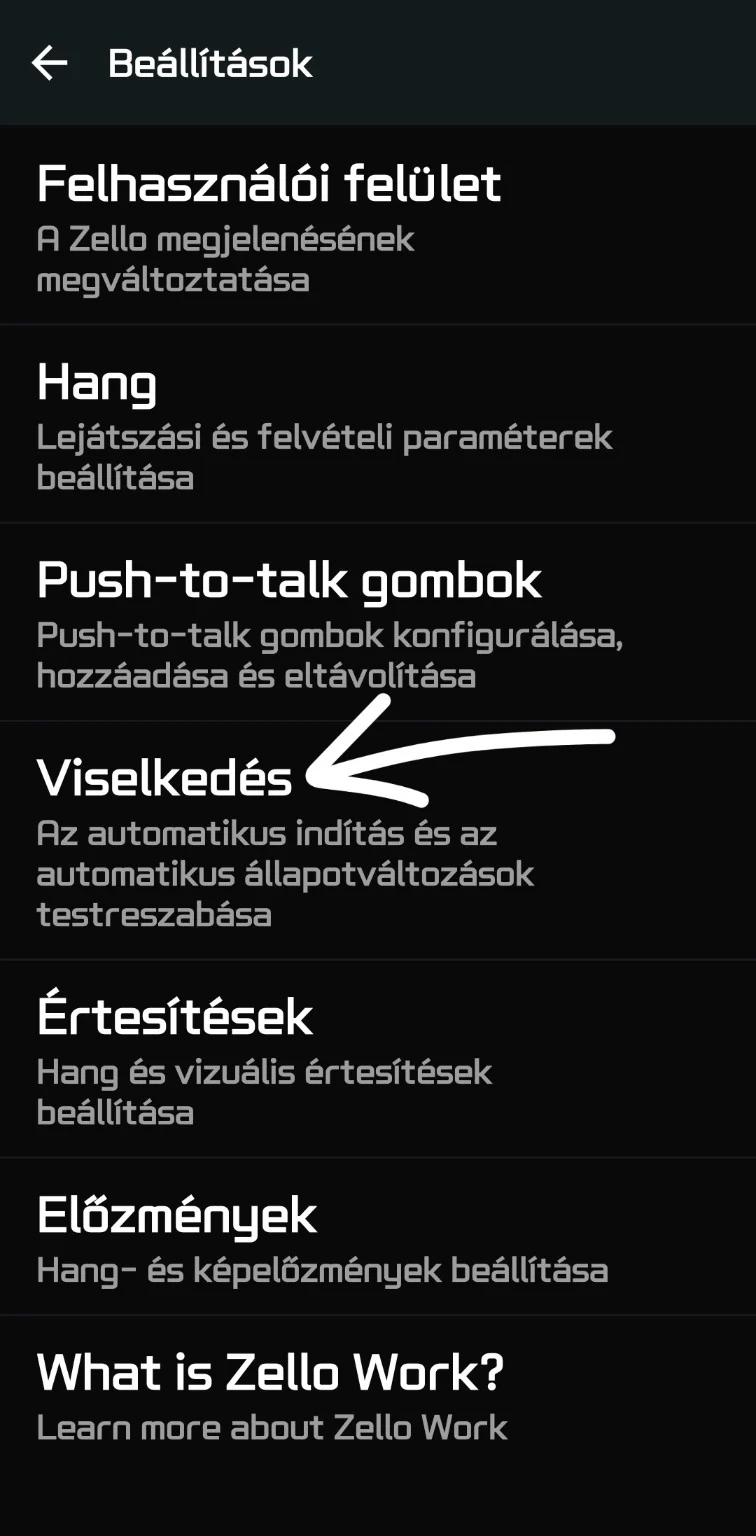 Beállítások
Felhasználói felület
A Zello megjelenésének
megváltoztatása
Hang
Lejátszási és felvételi paraméterek
beállítása
Push-to-talk gombok
Push-to-talk gombok konfigurálása,
hozzáadása és eltávolítása
Viselkedés
Az automatikus indítás és az
automatikus állapotváltozások
testreszabása
Értesítések
Hang és vizuális értesítések
beállítása
Előzmények
Hang- és képelőzmények beállítása
What is Zello Work?
Learn more about Zello Work